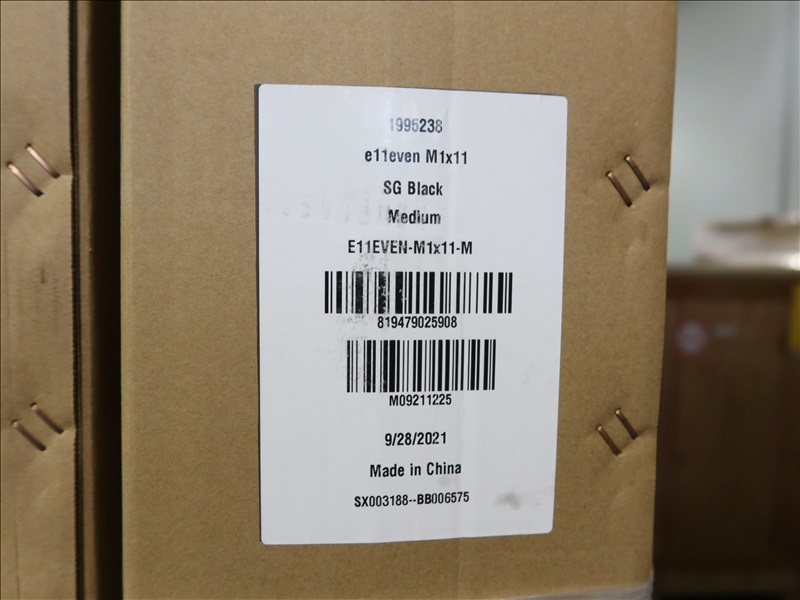 1995238
e11even M1x11
SG Black
Medium
E11EVEN-M1x11-M
819479025908
M09211225
9/28/2021
Made in China
SX003188--BB006575